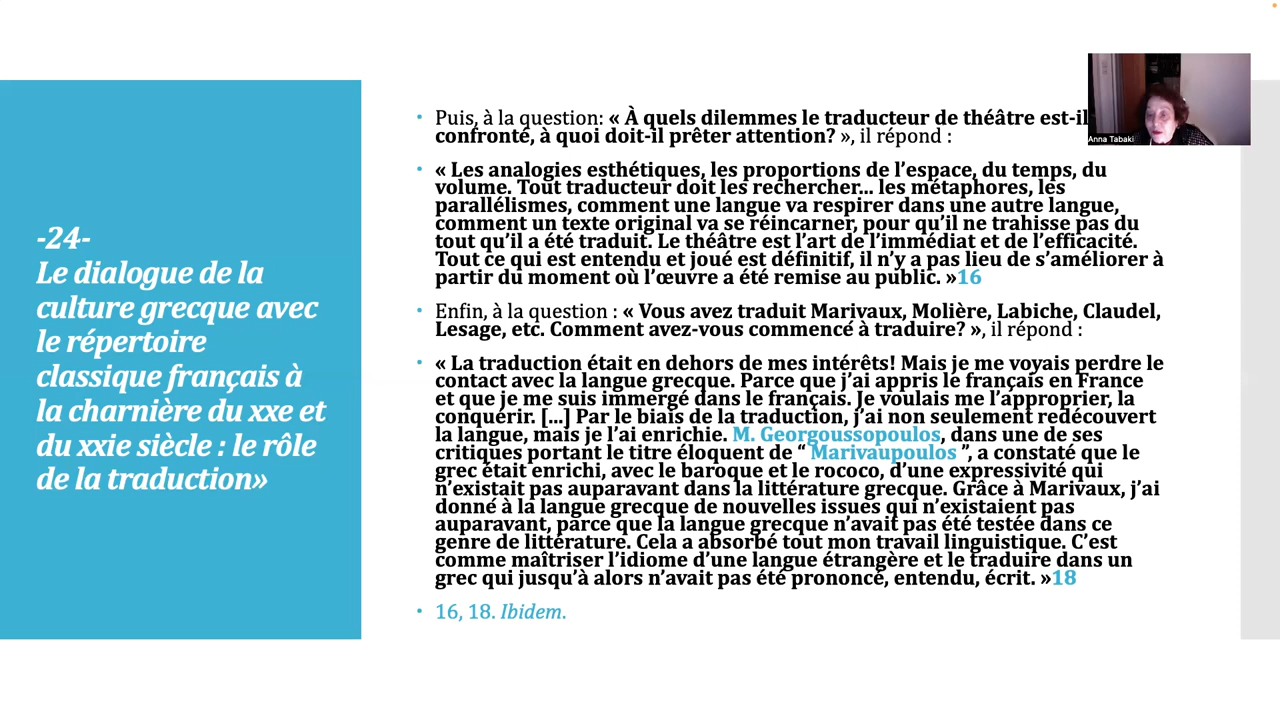 -24-
Le dialogue de la
culture grecque avec
le répertoire
classique français à
la charnière du xxe et
du xxie siècle : le rôle
de la traduction»
• Puis, à la question: « À quels dilemmes le traducteur de théâtre est-il
confronté, à quoi doit-il prêter attention? », il répond :
• « Les analogies esthétiques, les proportions de l’espace, du temps, du
volume. Tout traducteur doit les rechercher... les métaphores, les
parallélismes, comment une langue va respirer dans une autre langue,
comment un texte original va se réincarner, pour qu’il ne trahisse pas du
tout qu’il a été traduit. Le théâtre est l’art de l’immédiat et de l’efficacité.
Tout ce qui est entendu et joué est définitif, il n’y a pas lieu de s’améliorer à
partir du moment où l’œuvre a été remise au public. »16
• Enfin, à la question : « Vous avez traduit Marivaux, Molière, Labiche, Claudel,
Lesage, etc. Comment avez-vous commencé à traduire? », il répond :
• « La traduction était en dehors de mes intérêts! Mais je me voyais perdre le
contact avec la langue grecque. Parce que j’ai appris le français en France
et que je me suis immergé dans le français. Je voulais me l’approprier, la
conquérir. [...] Par le biais de la traduction, j’ai non seulement redécouvert
la langue, mais je l’ai enrichie. M. Georgoussopoulos, dans une de ses
critiques portant le titre éloquent de “ Marivaupoulos ”, a constaté que le
grec était enrichi, avec le baroque et le rococo, d’une expressivité qui
n’existait pas auparavant dans la littérature grecque. Grâce à Marivaux, j’ai
donné à la langue grecque de nouvelles issues qui n’existaient pas
auparavant, parce que la langue grecque n’avait pas été testée dans ce
genre de littérature. Cela a absorbé tout mon travail linguistique. C’est
comme maîtriser l’idiome d’une langue étrangère et le traduire dans un
grec qui jusqu’à alors n’avait pas été prononcé, entendu, écrit. »18
• 16, 18. Ibidem.
Anna Tabaki